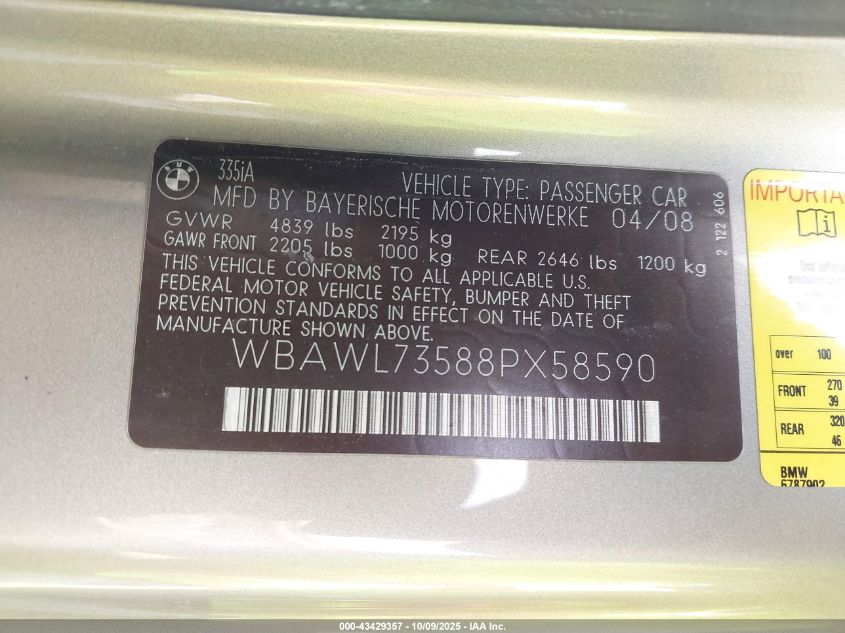 BMW
335iA
VEHICLE TYPE: PASSENGER CAR
MFD BY BAYERISCHE MOTORENWERKE 04/08
GVWR 4839 lbs 2195 kg
GAWR FRONT 2205 lbs 1000 kg REAR 2646 lbs 1200 kg
THIS VEHICLE CONFORMS TO ALL APPLICABLE U.S.
FEDERAL MOTOR VEHICLE SAFETY, BUMPER AND THEFT
PREVENTION STANDARDS IN EFFECT ON THE DATE OF
MANUFACTURE SHOWN ABOVE.
WBAWL73588PX58590
2 122 606
IMPORTA
over 100
FRONT 270
39
REAR 320
46
BMW
6787902
000-43429357 - 10/09/2025 - IAA Inc.